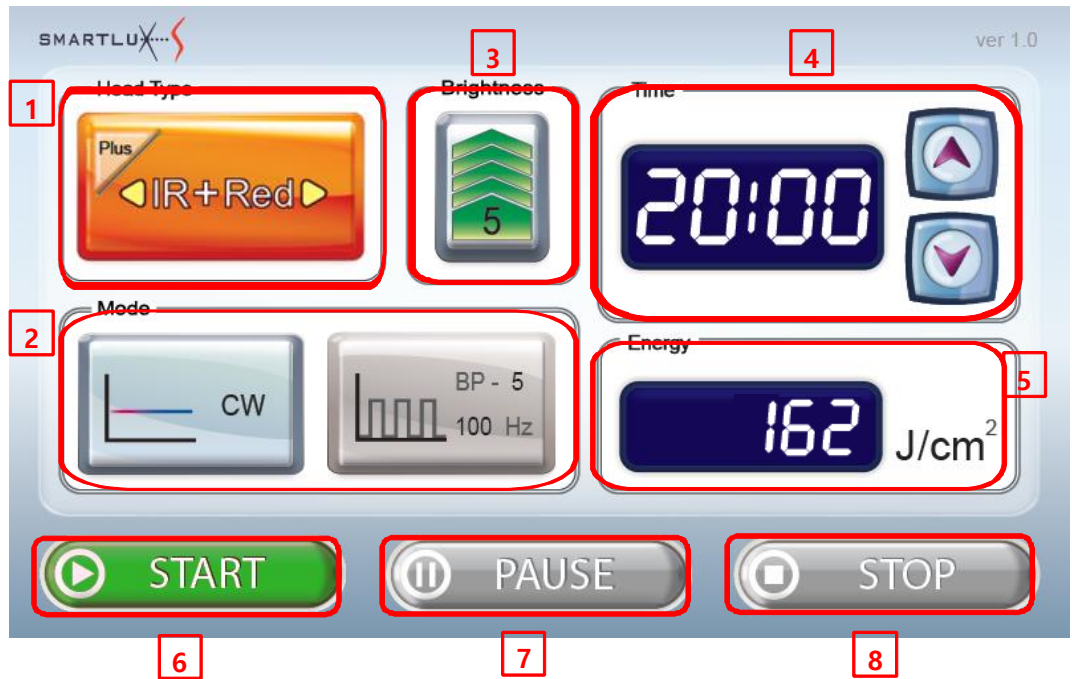 SMARTLUX S
ver 1.0
3
4
1
Head Type
Brightness
Time
Plus
IR+Red
5
20:00
2
Mode
Energy
5
CW
BP - 5
100 Hz
162
J/cm²
START
PAUSE
STOP
6
7
8